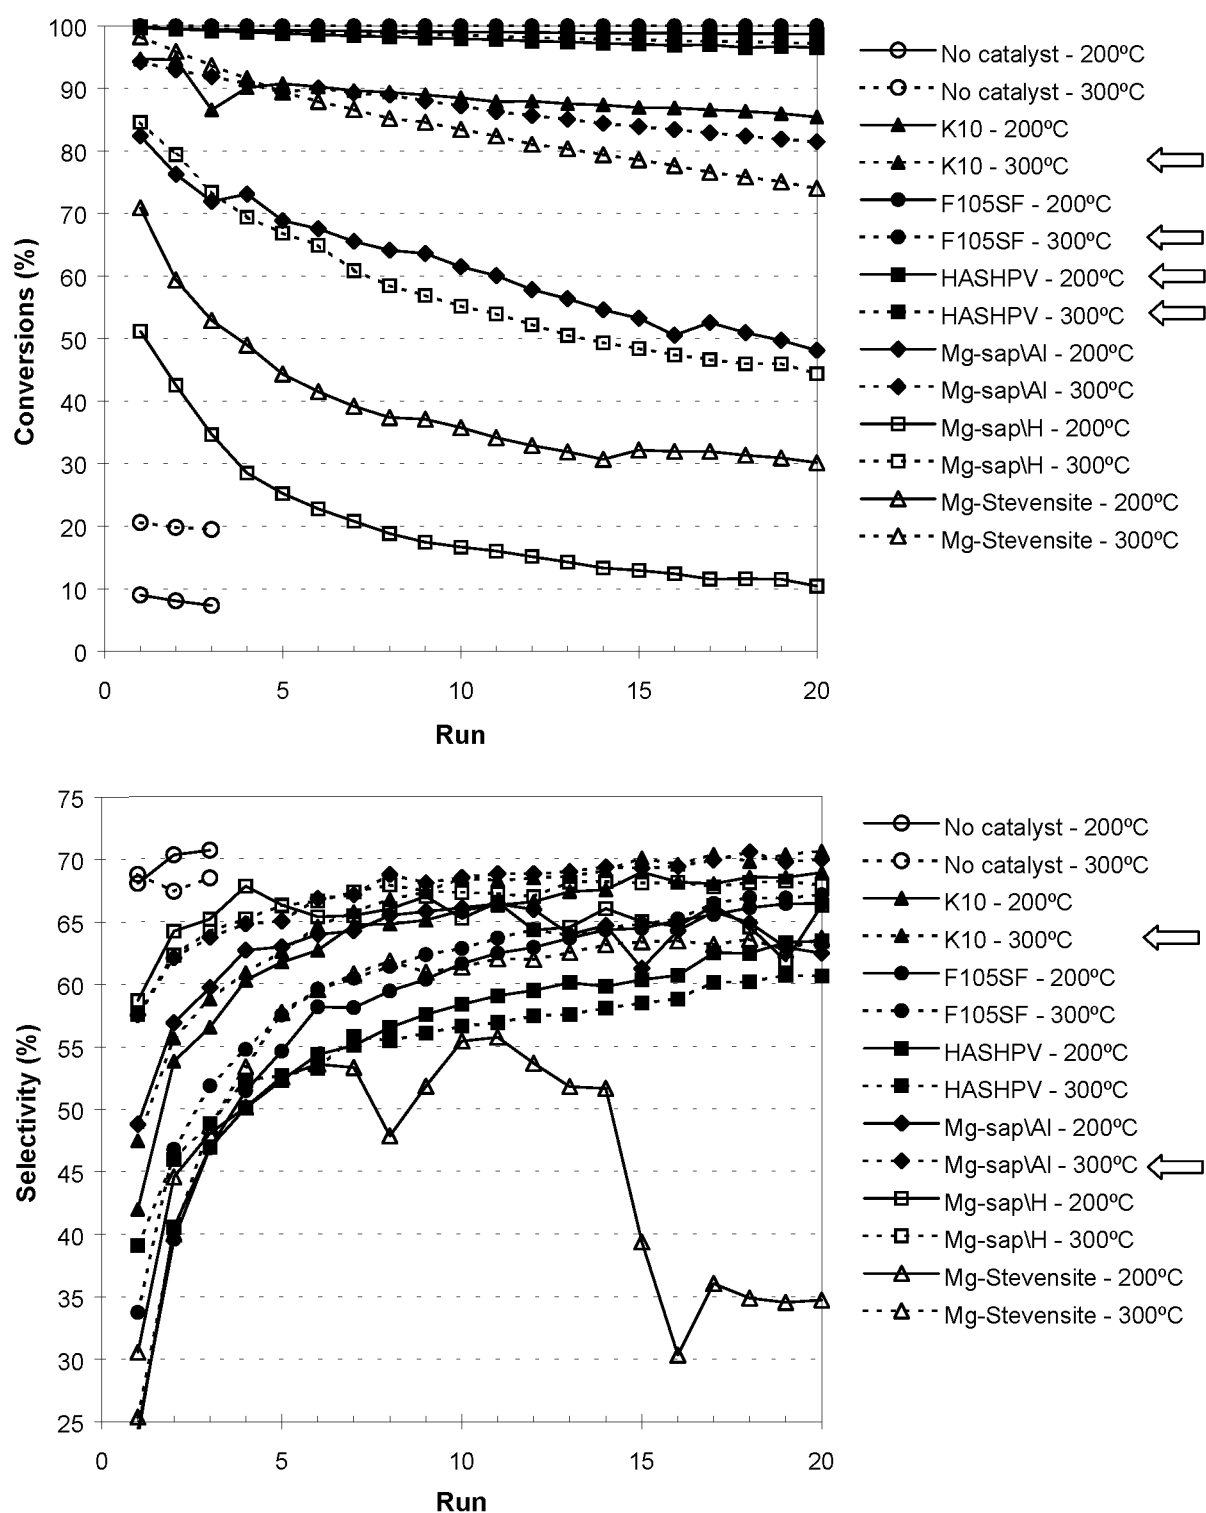 100
90
80
70
60
50
40
30
20
10
0
Conversions (%)
0 5 10 15 20
Run
No catalyst - 200ºC
No catalyst - 300ºC
K10 - 200ºC
K10 - 300ºC
F105SF - 200ºC
F105SF - 300ºC
HASHPV - 200ºC
HASHPV - 300ºC
Mg-sap\Al - 200ºC
Mg-sap\Al - 300ºC
Mg-sap\H - 200ºC
Mg-sap\H - 300ºC
Mg-Stevensite - 200ºC
Mg-Stevensite - 300ºC
75
70
65
60
55
50
45
40
35
30
25
Selectivity (%)
0 5 10 15 20
Run
No catalyst - 200ºC
No catalyst - 300ºC
K10 - 200ºC
K10 - 300ºC
F105SF - 200ºC
F105SF - 300ºC
HASHPV - 200ºC
HASHPV - 300ºC
Mg-sap\Al - 200ºC
Mg-sap\Al - 300ºC
Mg-sap\H - 200ºC
Mg-sap\H - 300ºC
Mg-Stevensite - 200ºC
Mg-Stevensite - 300ºC